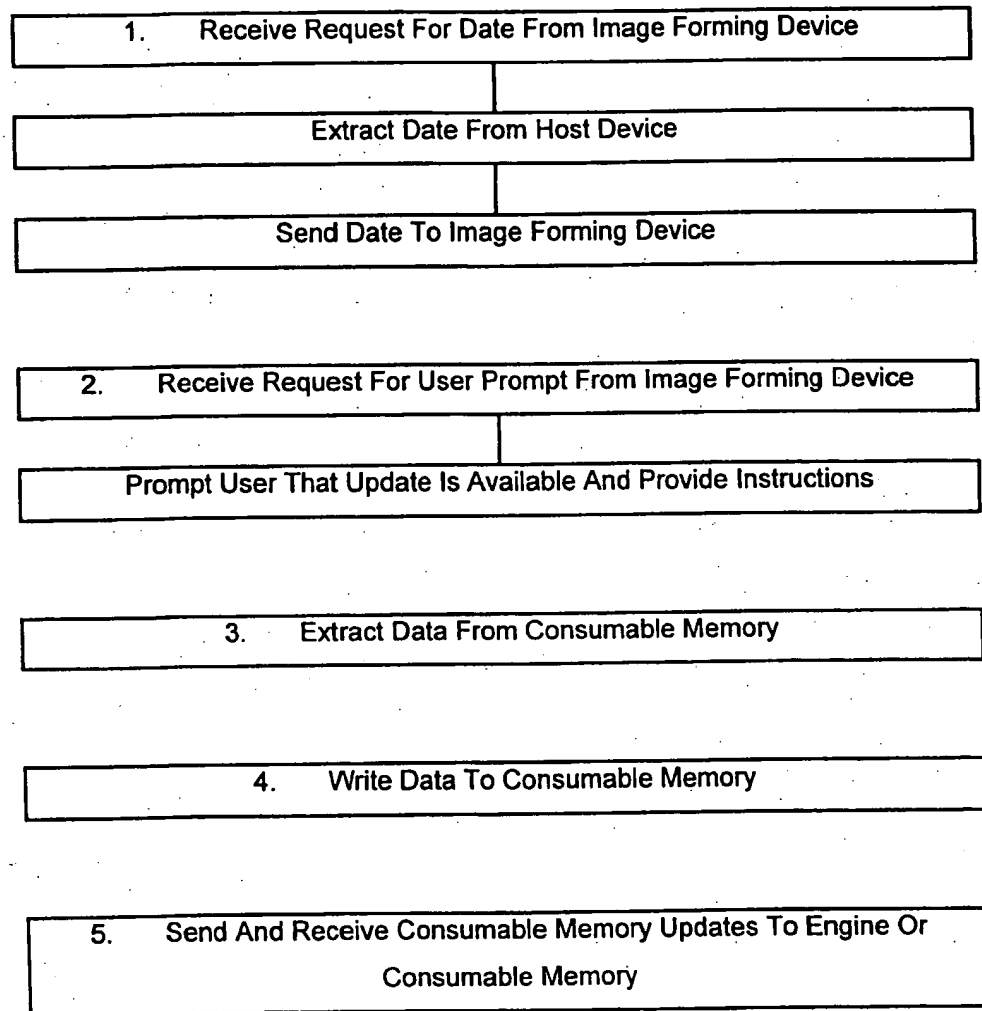 1. Receive Request For Date From Image Forming Device
Extract Date From Host Device
Send Date To Image Forming Device
2. Receive Request For User Prompt From Image Forming Device
Prompt User That Update Is Available And Provide Instructions
3. Extract Data From Consumable Memory
4. Write Data To Consumable Memory
5. Send And Receive Consumable Memory Updates To Engine Or
Consumable Memory